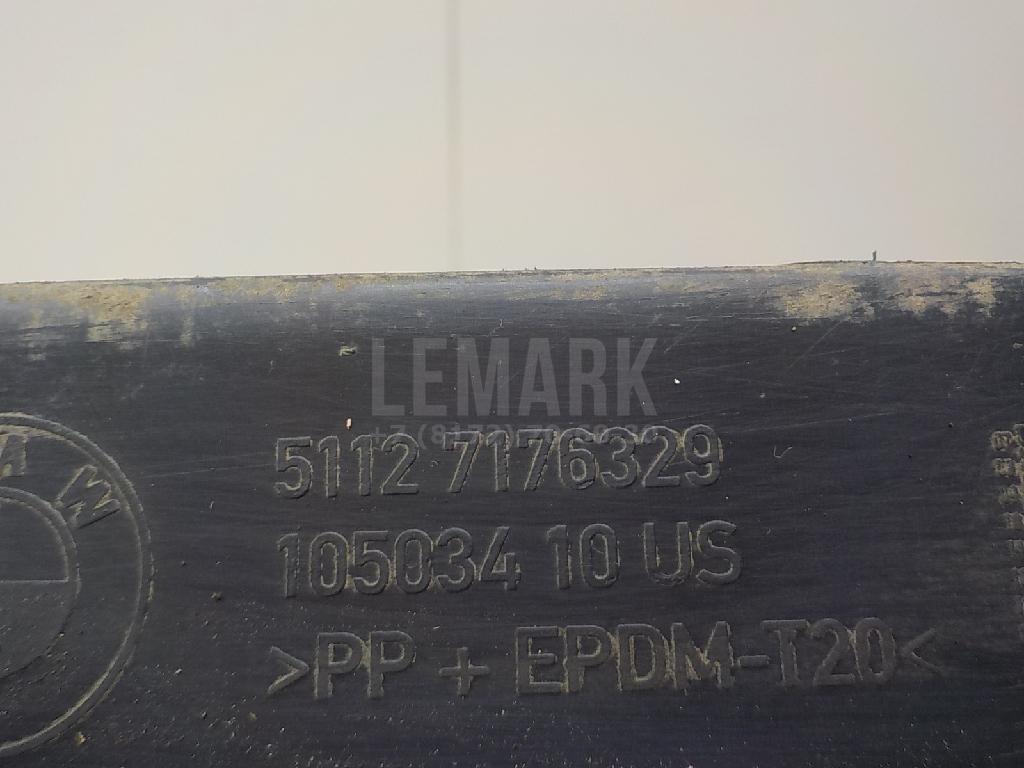 LEMARK
5112 7176329
105034 10 US
>PP + EPDM-T20<